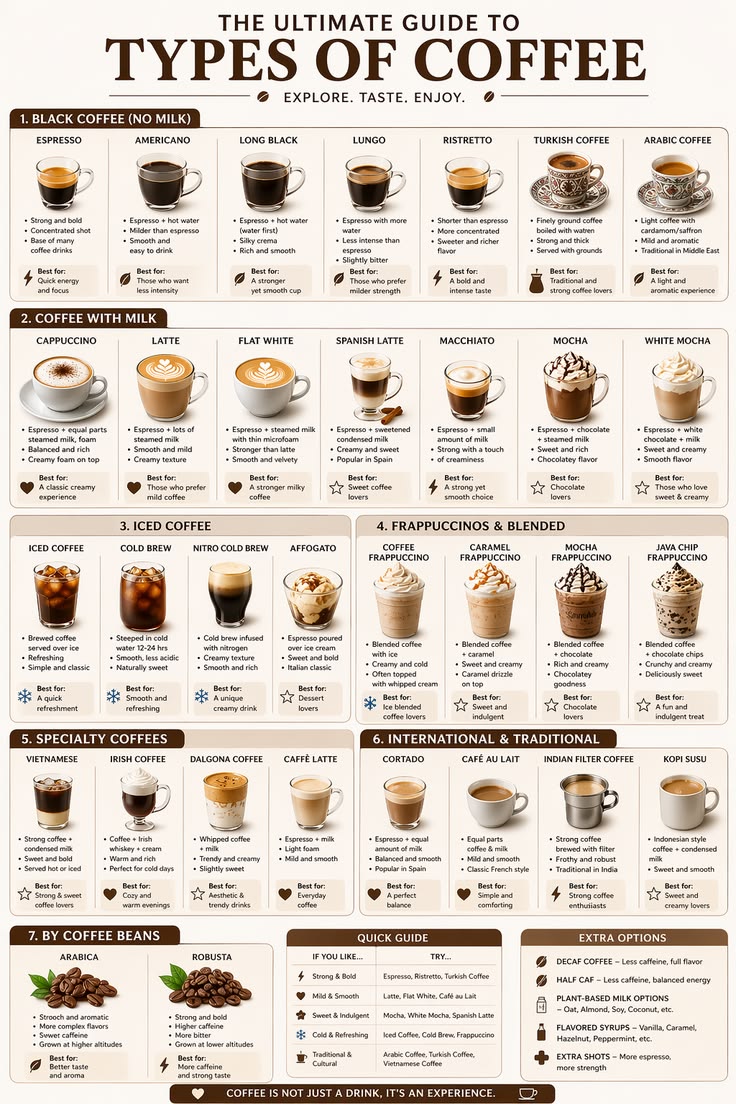 THE ULTIMATE GUIDE TO
TYPES OF COFFEE
EXPLORE. TASTE. ENJOY.
1. BLACK COFFEE (NO MILK)
ESPRESSO
• Strong and bold
• Concentrated shot
• Base of many
coffee drinks
Best for:
Quick energy
and focus
AMERICANO
• Espresso + hot water
• Milder than espresso
• Smooth and
easy to drink
Best for:
Those who want
less intensity
LONG BLACK
• Espresso + hot water
(water first)
• Silky crema
• Rich and smooth
Best for:
A stronger
yet smooth cup
LUNGO
• Espresso with more
water
• Less intense than
espresso
• Slightly bitter
Best for:
Those who prefer
milder strength
RISTRETTO
• Shorter than espresso
• More concentrated
• Sweeter and richer
flavor
Best for:
A bold and
intense taste
TURKISH COFFEE
• Finely ground coffee
boiled with watren
• Strong and thick
• Served with grounds
Best for:
Traditional and
strong coffee lovers
ARABIC COFFEE
• Light coffee with
cardamom/saffron
• Mild and aromatic
• Traditional in Middle East
Best for:
A light and
aromatic experience
2. COFFEE WITH MILK
CAPPUCCINO
• Espresso + equal parts
steamed milk, foam
• Balanced and rich
• Creamy foam on top
Best for:
A classic creamy
experience
LATTE
• Espresso + lots of
steamed milk
• Smooth and mild
• Creamy texture
Best for:
Those who prefer
mild coffee
FLAT WHITE
• Espresso + steamed milk
with thin microfoam
• Stronger than latte
• Smooth and velvety
Best for:
A stronger milky
coffee
SPANISH LATTE
• Espresso + sweetened
condensed milk
• Creamy and sweet
• Popular in Spain
Best for:
Sweet coffee
lovers
MACCHIATO
• Espresso + small
amount of milk
• Strong with a touch
• of creaminess
Best for:
A strong yet
smooth choice
MOCHA
• Espresso + chocolate
+ steamed milk
• Sweet and rich
• Chocolatey flavor
Best for:
Chocolate
lovers
WHITE MOCHA
• Espresso + white
chocolate + milk
• Sweet and creamy
• Smooth flavor
Best for:
Those who love
sweet & creamy
3. ICED COFFEE
ICED COFFEE
• Brewed coffee
served over ice
• Refreshing
• Simple and classic
Best for:
A quick
refreshment
COLD BREW
• Steeped in cold
water 12-24 hrs
• Smooth, less acidic
• Naturally sweet
Best for:
Smooth and
refreshing
NITRO COLD BREW
• Cold brew infused
with nitrogen
• Creamy texture
• Smooth and rich
Best for:
A unique
creamy drink
AFFOGATO
• Espresso poured
over ice cream
• Sweet and bold
• Italian classic
Best for:
Dessert
lovers
4. FRAPPUCCINOS & BLENDED
COFFEE
FRAPPUCCINO
• Blended coffee
with ice
• Creamy and cold
• Often topped
with whipped cream
Best for:
Ice blended
coffee lovers
CARAMEL
FRAPPUCCINO
• Blended coffee
+ caramel
• Sweet and creamy
• Caramel drizzle
on top
Best for:
Sweet and
indulgent
MOCHA
FRAPPUCCINO
• Blended coffee
+ chocolate
• Rich and creamy
• Chocolatey
goodness
Best for:
Chocolate
lovers
JAVA CHIP
FRAPPUCCINO
• Blended coffee
+ chocolate chips
• Crunchy and creamy
• Deliciously sweet
Best for:
A fun and
indulgent treat
5. SPECIALTY COFFEES
VIETNAMESE
• Strong coffee +
condensed milk
• Sweet and bold
• Served hot or iced
Best for:
Strong & sweet
coffee lovers
IRISH COFFEE
• Coffee + Irish
whiskey + cream
• Warm and rich
• Perfect for cold days
Best for:
Cozy and
warm evenings
DALGONA COFFEE
• Whipped coffee
+ milk
• Trendy and creamy
• Slightly sweet
Best for:
Aesthetic &
trendy drinks
CAFFÈ LATTE
• Espresso + milk
• Light foam
• Mild and smooth
Best for:
Everyday
coffee
6. INTERNATIONAL & TRADITIONAL
CORTADO
• Espresso + equal
amount of milk
• Balanced and smooth
• Popular in Spain
Best for:
A perfect
balance
CAFÉ AU LAIT
• Equal parts
coffee & milk
• Mild and smooth
• Classic French style
Best for:
Simple and
comforting
INDIAN FILTER COFFEE
• Strong coffee
brewed with filter
• Frothy and robust
• Traditional in India
Best for:
Strong coffee
enthusiasts
KOPI SUSU
• Indonesian style
coffee + condensed
milk
• Sweet and smooth
Best for:
Sweet and
creamy lovers
7. BY COFFEE BEANS
ARABICA
• Strooch and aromatic
• More complex flavors
• Swwet caffeine
• Grown at higher altitudes
Best for:
Better taste
and aroma
ROBUSTA
• Strong and bold
• Higher caffeine
• More bitter
• Grown at lower altitudes
Best for:
More caffeine
and strong taste
QUICK GUIDE
IF YOU LIKE... TRY...
Strong & Bold Espresso, Ristretto, Turkish Coffee
Mild & Smooth Latte, Flat White, Café au Lait
Sweet & Indulgent Mocha, White Mocha, Spanish Latte
Cold & Refreshing Iced Coffee, Cold Brew, Frappuccino
Traditional & Cultural Arabic Coffee, Turkish Coffee,
Vietnamese Coffee
EXTRA OPTIONS
DECAF COFFEE – Less caffeine, full flavor
HALF CAF – Less caffeine, balanced energy
PLANT-BASED MILK OPTIONS
– Oat, Almond, Soy, Coconut, etc.
FLAVORED SYRUPS – Vanilla, Caramel,
Hazelnut, Peppermint, etc.
EXTRA SHOTS – More espresso,
more strength
COFFEE IS NOT JUST A DRINK, IT'S AN EXPERIENCE.